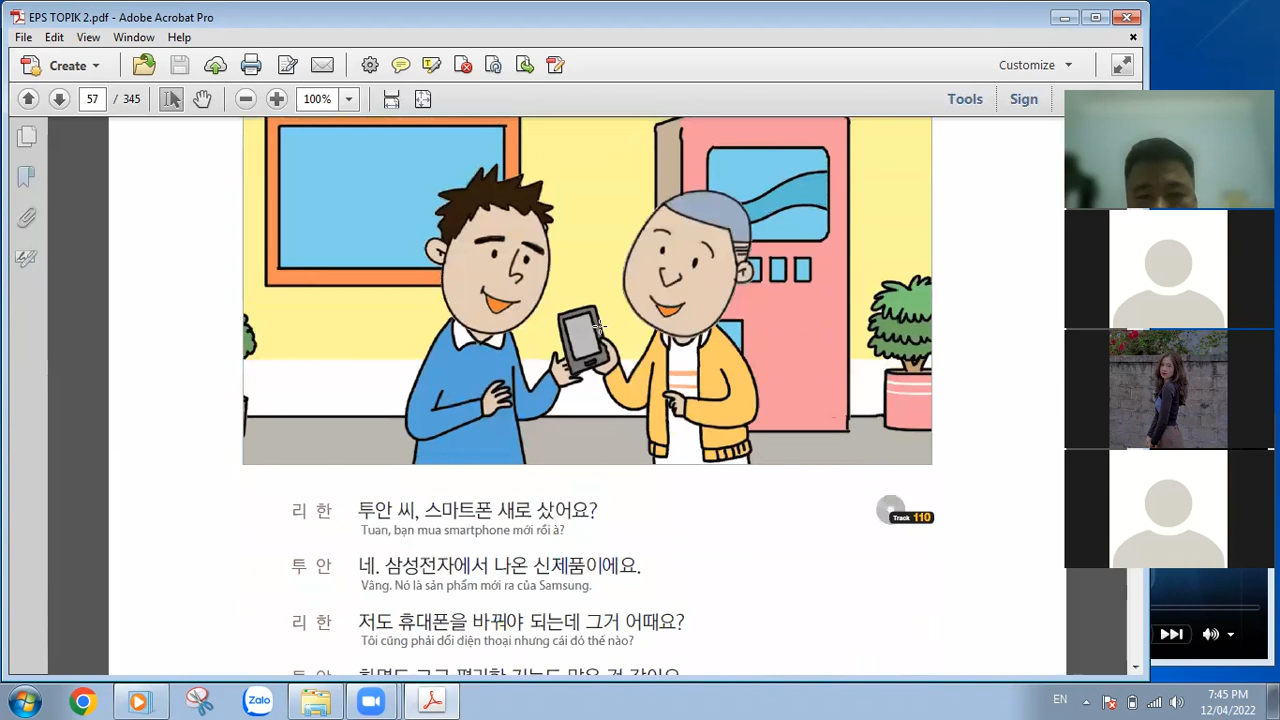 EPS TOPIK 2.pdf - Adobe Acrobat Pro
File Edit View Window Help
Create
Customize
57 / 345
100%
Tools Sign
리 한 투안 씨, 스마트폰 새로 샀어요?
Tuan, bạn mua smartphone mới rồi à?
Track 110
투 안 네. 삼성전자에서 나온 신제품이에요.
Vâng. Nó là sản phẩm mới ra của Samsung.
리 한 저도 휴대폰을 바꿔야 되는데 그거 어때요?
Tôi cũng phải đổi điện thoại nhưng cái đó thế nào?
Zalo
EN
7:45 PM
12/04/2022